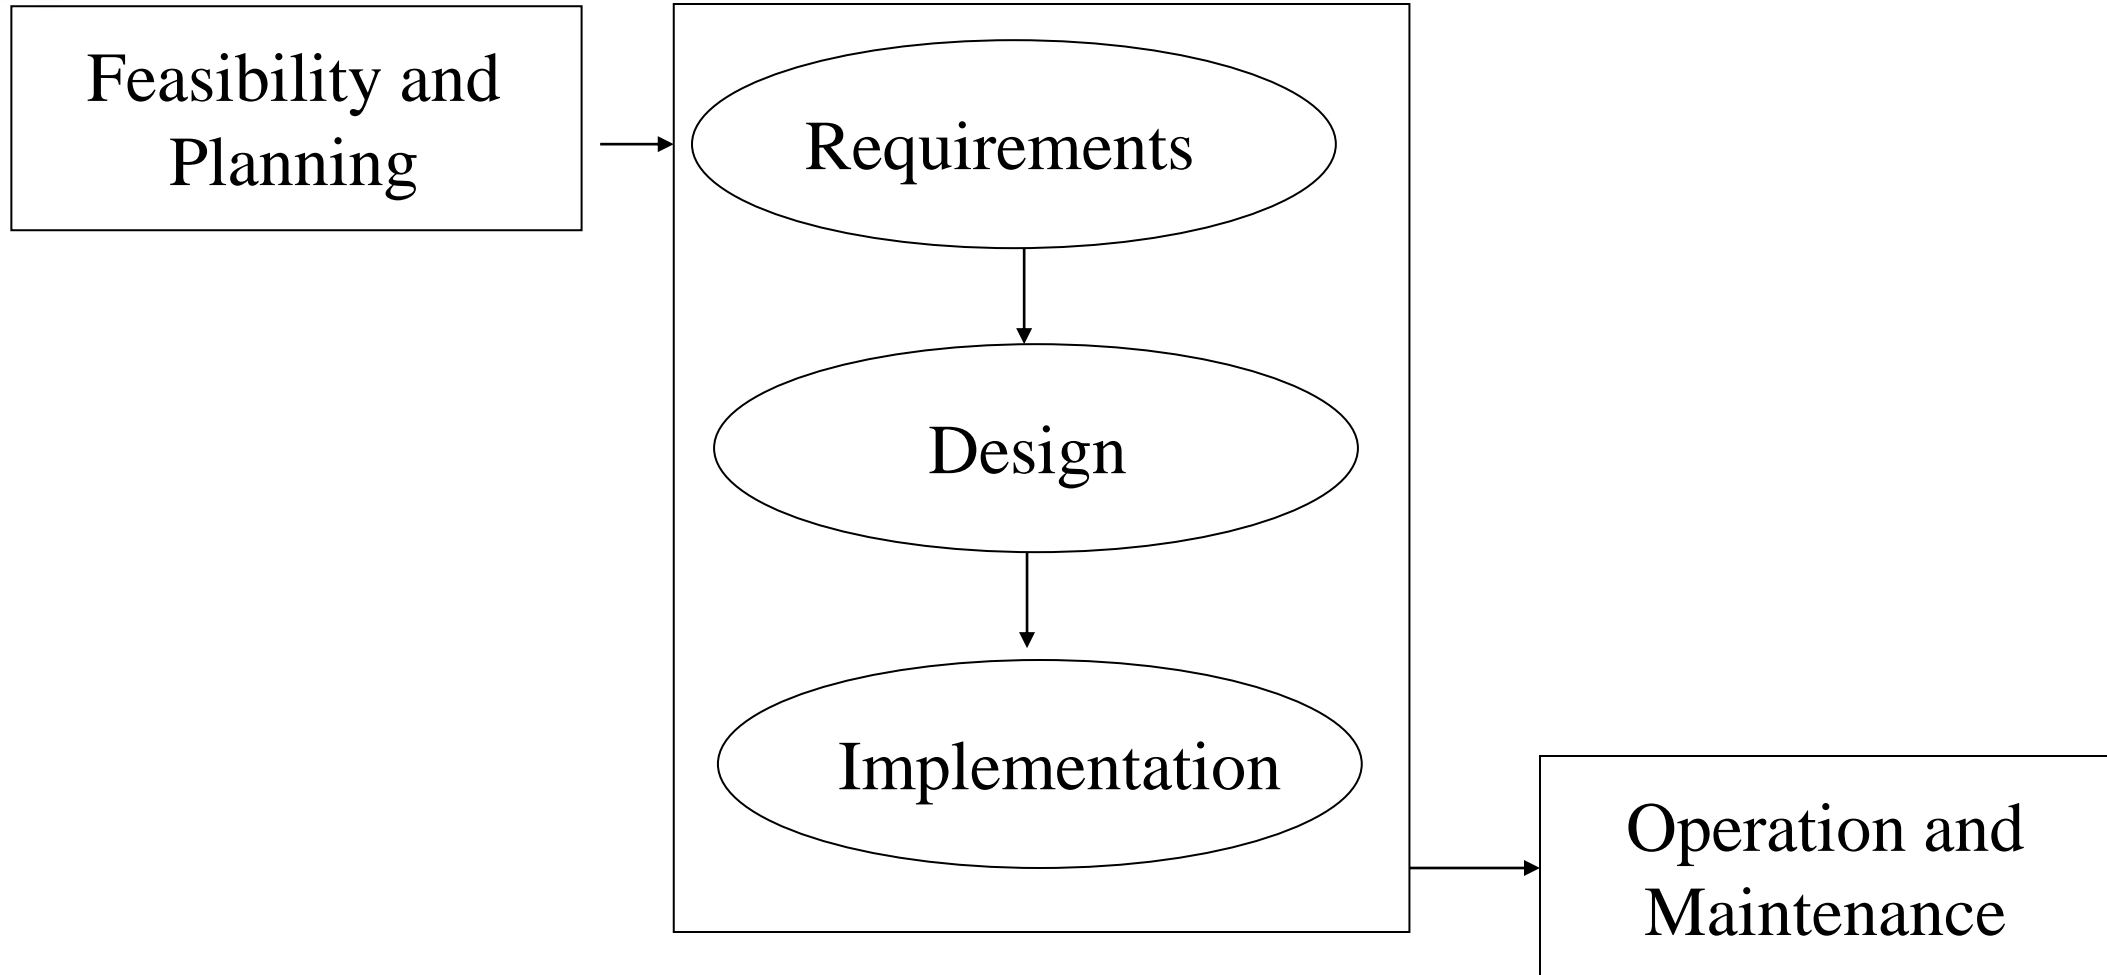 Feasibility and
Planning
Requirements
Design
Implementation
Operation and
Maintenance